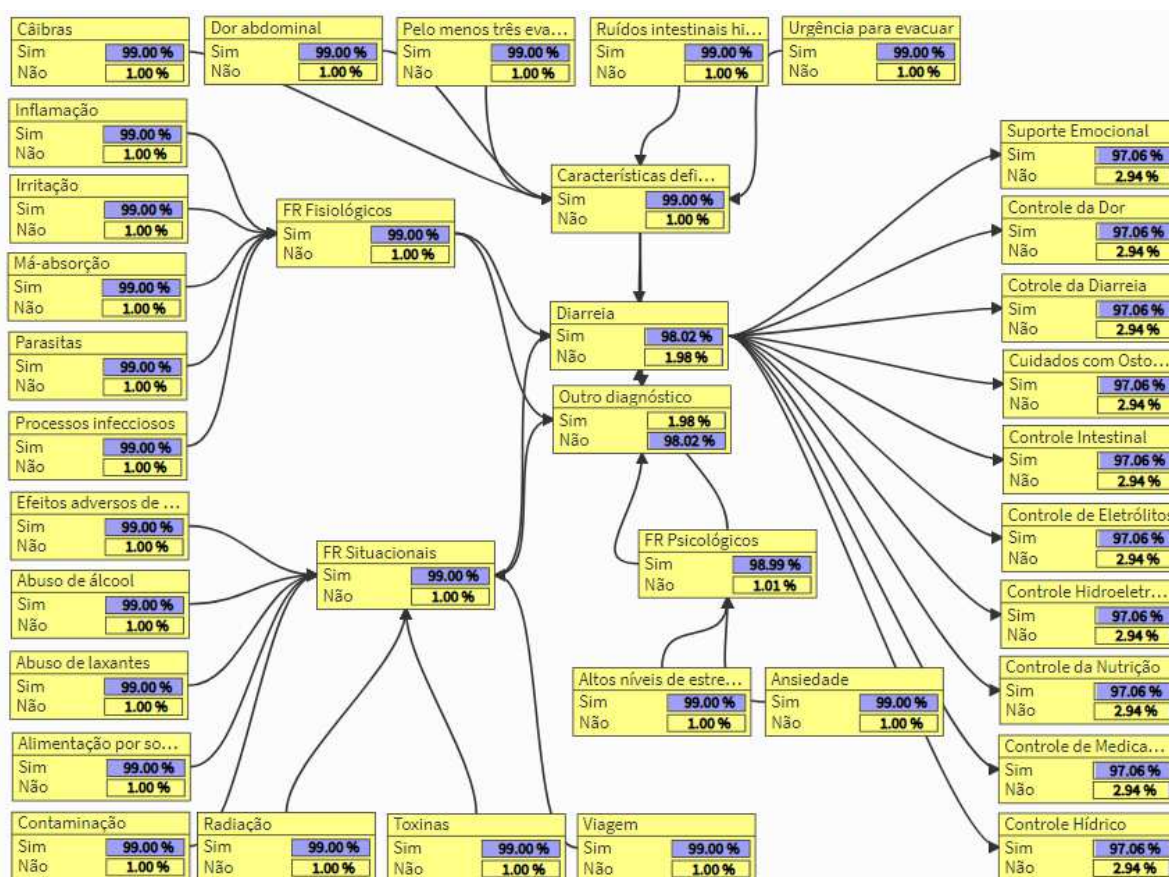 Câibras
Sim 99.00 %
Não 1.00 %
Dor abdominal
Sim 99.00 %
Não 1.00 %
Pelo menos três eva...
Sim 99.00 %
Não 1.00 %
Ruídos intestinais hi...
Sim 99.00 %
Não 1.00 %
Urgência para evacuar
Sim 99.00 %
Não 1.00 %
Inflamação
Sim 99.00 %
Não 1.00 %
Irritação
Sim 99.00 %
Não 1.00 %
Má-absorção
Sim 99.00 %
Não 1.00 %
Parasitas
Sim 99.00 %
Não 1.00 %
Processos infecciosos
Sim 99.00 %
Não 1.00 %
FR Fisiológicos
Sim 99.00 %
Não 1.00 %
Características defi...
Sim 99.00 %
Não 1.00 %
Diarreia
Sim 98.02 %
Não 1.98 %
Outro diagnóstico
Sim 1.98 %
Não 98.02 %
Efeitos adversos de ...
Sim 99.00 %
Não 1.00 %
Abuso de álcool
Sim 99.00 %
Não 1.00 %
Abuso de laxantes
Sim 99.00 %
Não 1.00 %
Alimentação por so...
Sim 99.00 %
Não 1.00 %
Contaminação
Sim 99.00 %
Não 1.00 %
Radiação
Sim 99.00 %
Não 1.00 %
Toxinas
Sim 99.00 %
Não 1.00 %
Viagem
Sim 99.00 %
Não 1.00 %
FR Situacionais
Sim 99.00 %
Não 1.00 %
FR Psicológicos
Sim 98.99 %
Não 1.01 %
Altos níveis de estre...
Sim 99.00 %
Não 1.00 %
Ansiedade
Sim 99.00 %
Não 1.00 %
Suporte Emocional
Sim 97.06 %
Não 2.94 %
Controle da Dor
Sim 97.06 %
Não 2.94 %
Cotrole da Diarreia
Sim 97.06 %
Não 2.94 %
Cuidados com Osto...
Sim 97.06 %
Não 2.94 %
Controle Intestinal
Sim 97.06 %
Não 2.94 %
Controle de Eletrólitos
Sim 97.06 %
Não 2.94 %
Controle Hidroeletr...
Sim 97.06 %
Não 2.94 %
Controle da Nutrição
Sim 97.06 %
Não 2.94 %
Controle de Medica...
Sim 97.06 %
Não 2.94 %
Controle Hídrico
Sim 97.06 %
Não 2.94 %